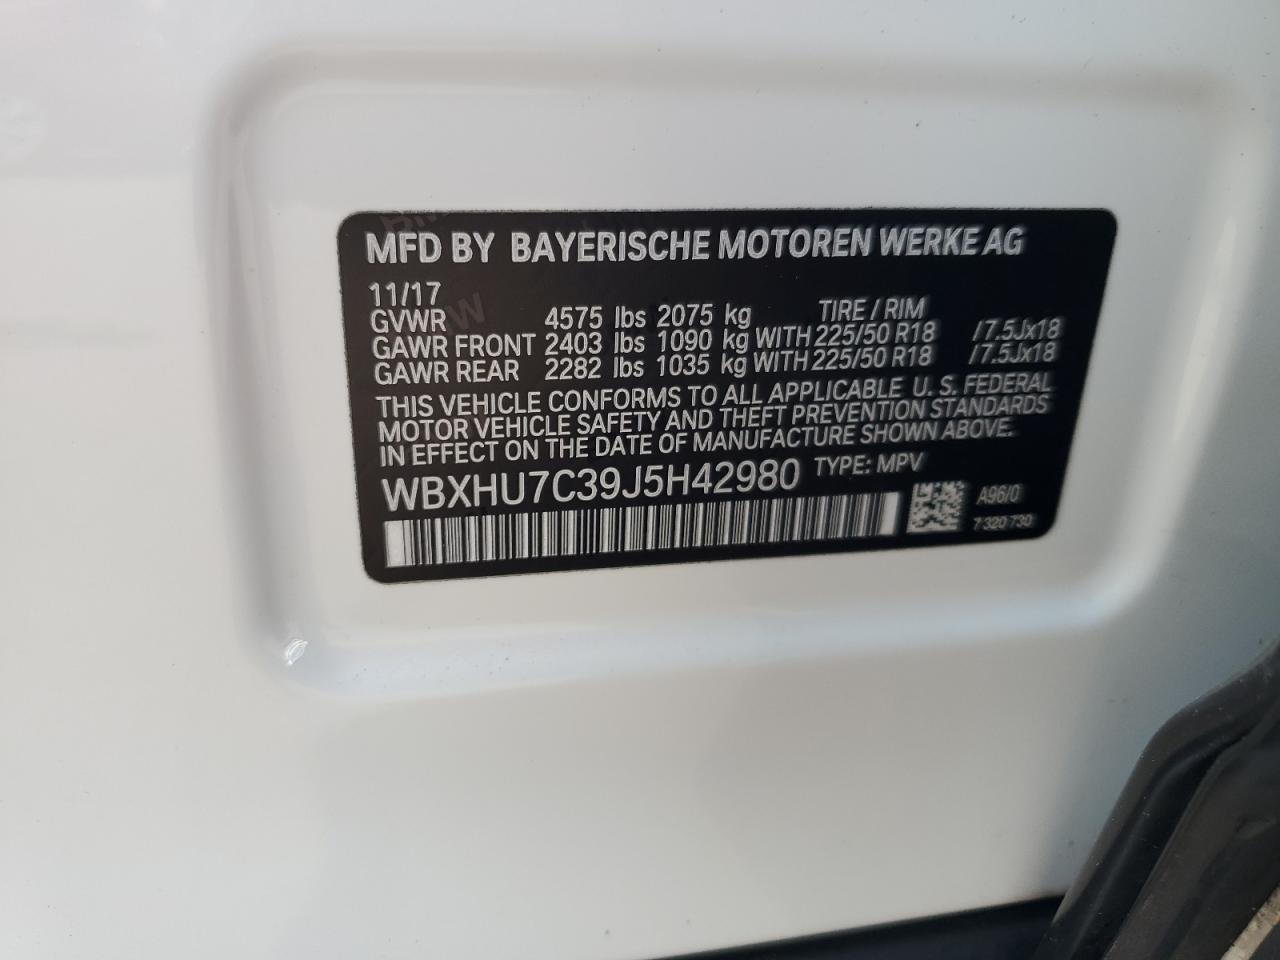 MFD BY BAYERISCHE MOTOREN WERKE AG
11/17
GVWR 4575 lbs 2075 kg TIRE / RIM
GAWR FRONT 2403 lbs 1090 kg WITH 225/50 R18 /7.5Jx18
GAWR REAR 2282 lbs 1035 kg WITH 225/50 R18 /7.5Jx18
THIS VEHICLE CONFORMS TO ALL APPLICABLE U. S. FEDERAL
MOTOR VEHICLE SAFETY AND THEFT PREVENTION STANDARDS
IN EFFECT ON THE DATE OF MANUFACTURE SHOWN ABOVE.
WBXHU7C39J5H42980 TYPE: MPV
A96/0
7 320 730